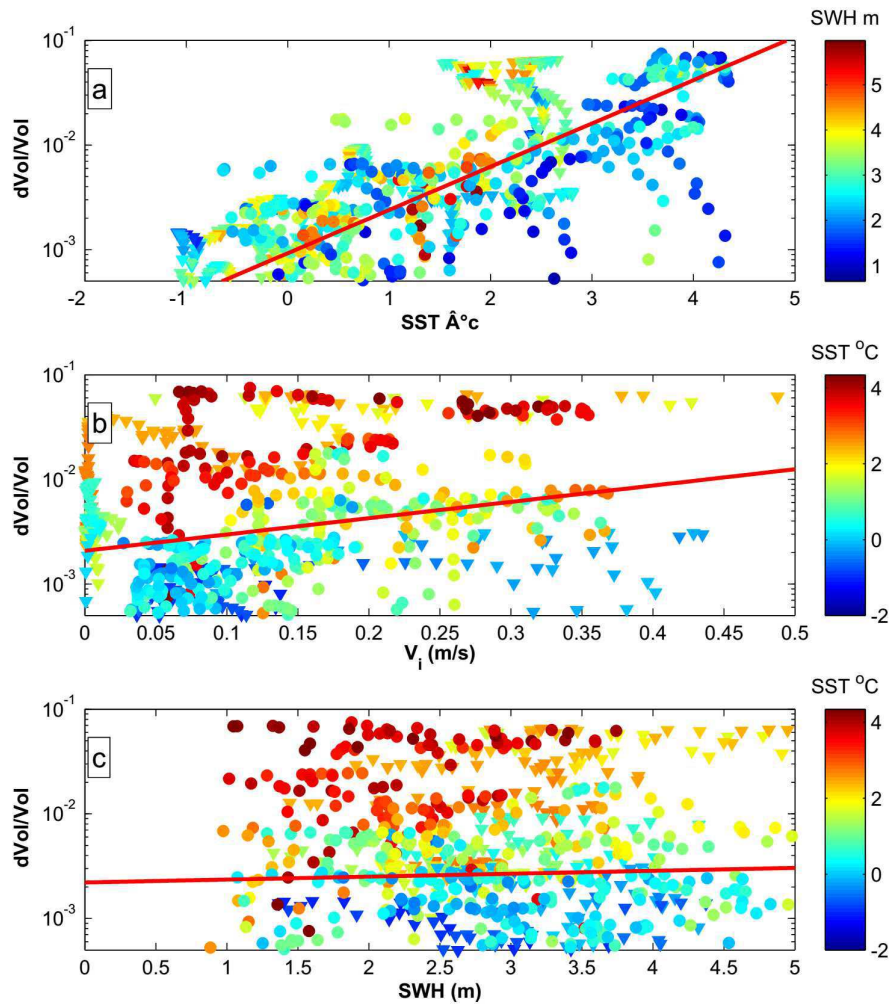 SWH m
10⁻¹
a
5
10⁻²
4
dVol/Vol
3
10⁻³
2
1
-2 -1 0 1 2 3 4 5
SST Â°c
SST °C
10⁻¹
b
4
10⁻²
2
dVol/Vol
0
10⁻³
-2
0 0.05 0.1 0.15 0.2 0.25 0.3 0.35 0.4 0.45 0.5
Vᵢ (m/s)
SST °C
10⁻¹
c
4
10⁻²
2
dVol/Vol
0
10⁻³
-2
0 0.5 1 1.5 2 2.5 3 3.5 4 4.5 5
SWH (m)